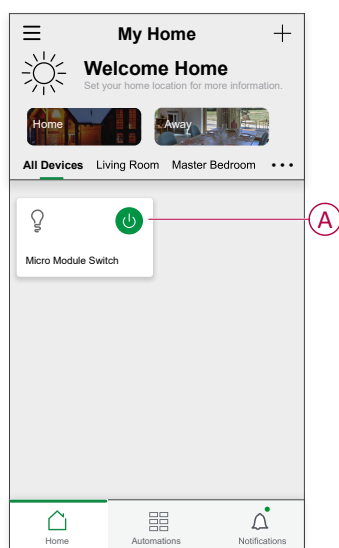 My Home
Welcome Home
Set your home location for more information.
Home
Away
All Devices Living Room Master Bedroom
Micro Module Switch
A
Home Automations Notifications